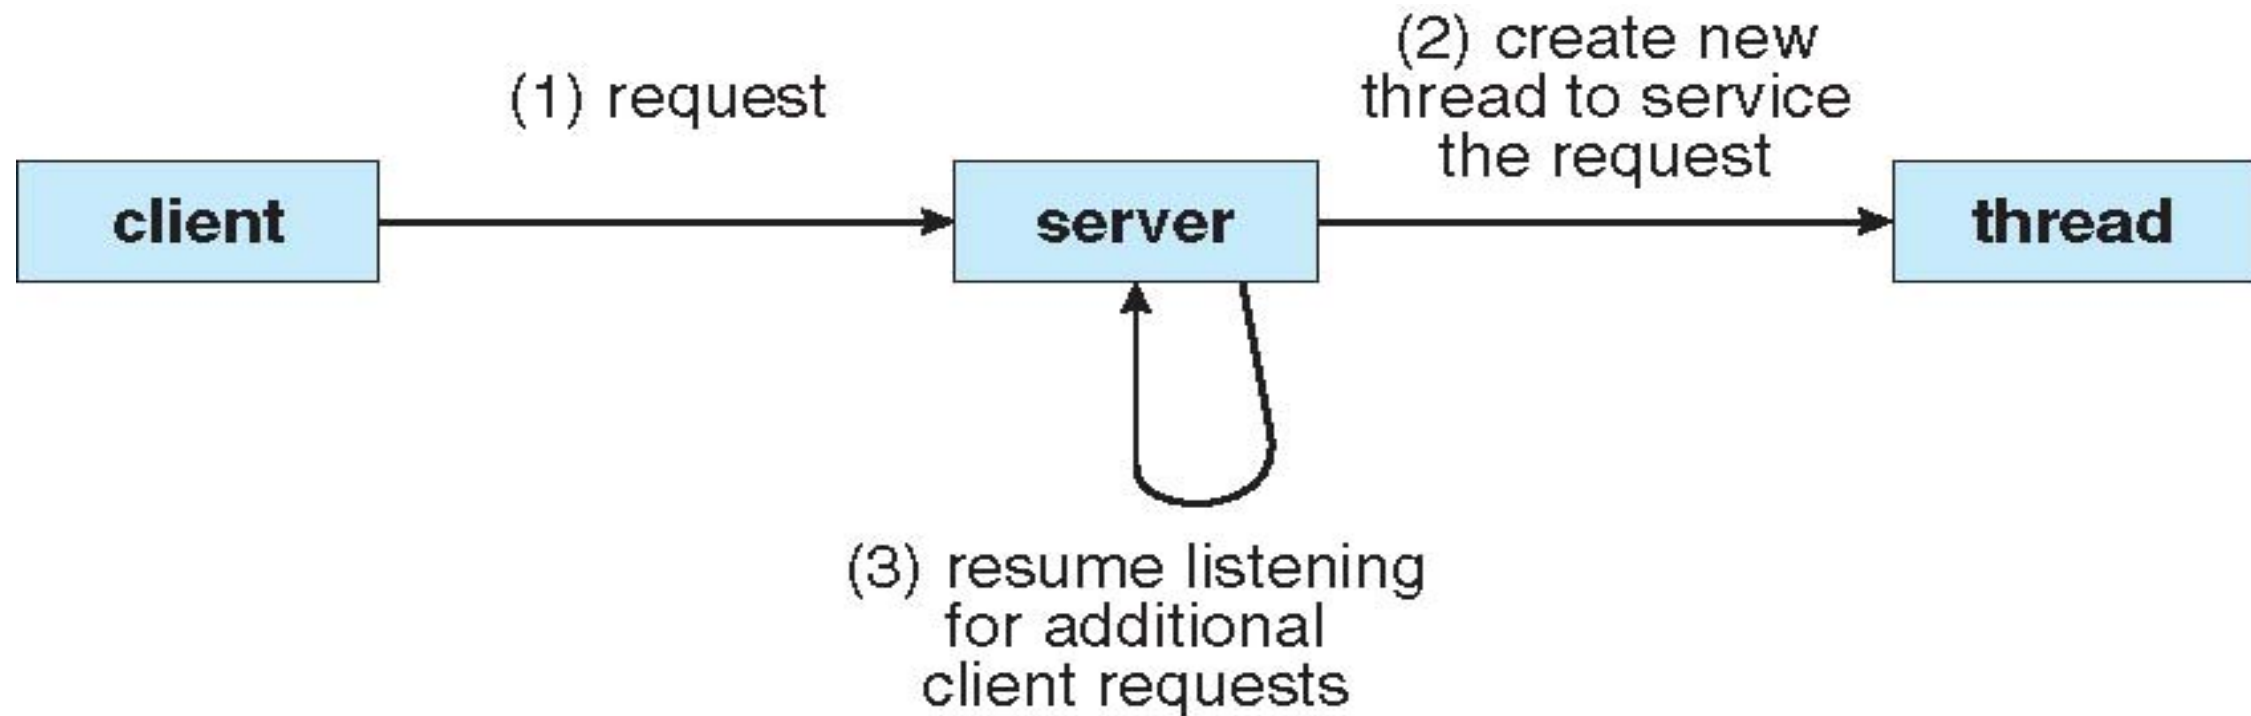 (1) request
(2) create new
thread to service
the request
client
server
thread
(3) resume listening
for additional
client requests